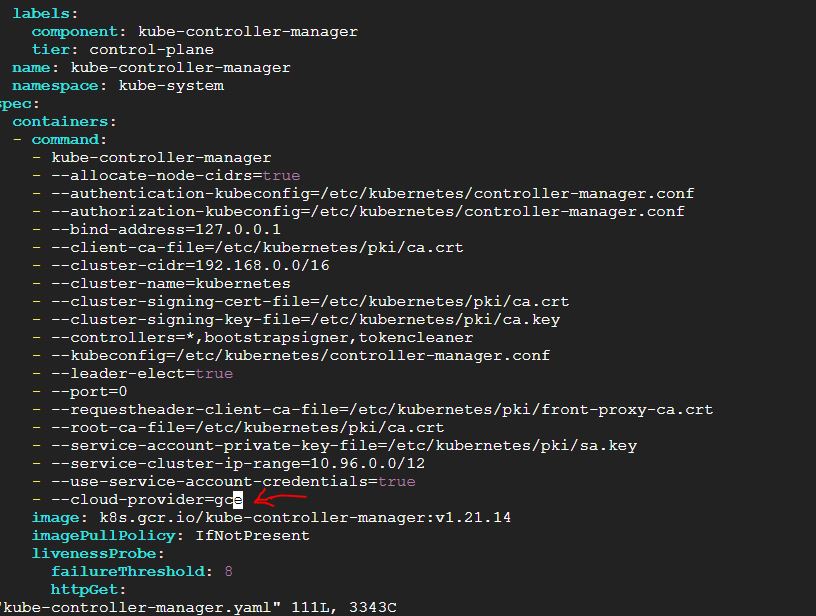 labels:
component: kube-controller-manager
tier: control-plane
name: kube-controller-manager
namespace: kube-system
spec:
containers:
- command:
- kube-controller-manager
- --allocate-node-cidrs=true
- --authentication-kubeconfig=/etc/kubernetes/controller-manager.conf
- --authorization-kubeconfig=/etc/kubernetes/controller-manager.conf
- --bind-address=127.0.0.1
- --client-ca-file=/etc/kubernetes/pki/ca.crt
- --cluster-cidr=192.168.0.0/16
- --cluster-name=kubernetes
- --cluster-signing-cert-file=/etc/kubernetes/pki/ca.crt
- --cluster-signing-key-file=/etc/kubernetes/pki/ca.key
- --controllers=*,bootstrapsigner,tokencleaner
- --kubeconfig=/etc/kubernetes/controller-manager.conf
- --leader-elect=true
- --port=0
- --requestheader-client-ca-file=/etc/kubernetes/pki/front-proxy-ca.crt
- --root-ca-file=/etc/kubernetes/pki/ca.crt
- --service-account-private-key-file=/etc/kubernetes/pki/sa.key
- --service-cluster-ip-range=10.96.0.0/12
- --use-service-account-credentials=true
- --cloud-provider=gce
image: k8s.gcr.io/kube-controller-manager:v1.21.14
imagePullPolicy: IfNotPresent
livenessProbe:
failureThreshold: 8
httpGet:
"kube-controller-manager.yaml" 111L, 3343C